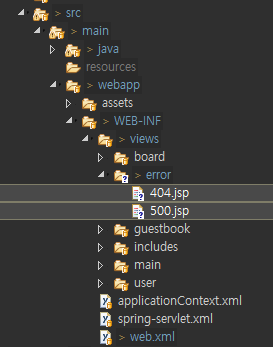 > src
> main
> java
resources
> webapp
assets
> WEB-INF
> views
board
> error
404.jsp
500.jsp
guestbook
includes
main
user
applicationContext.xml
spring-servlet.xml
> web.xml